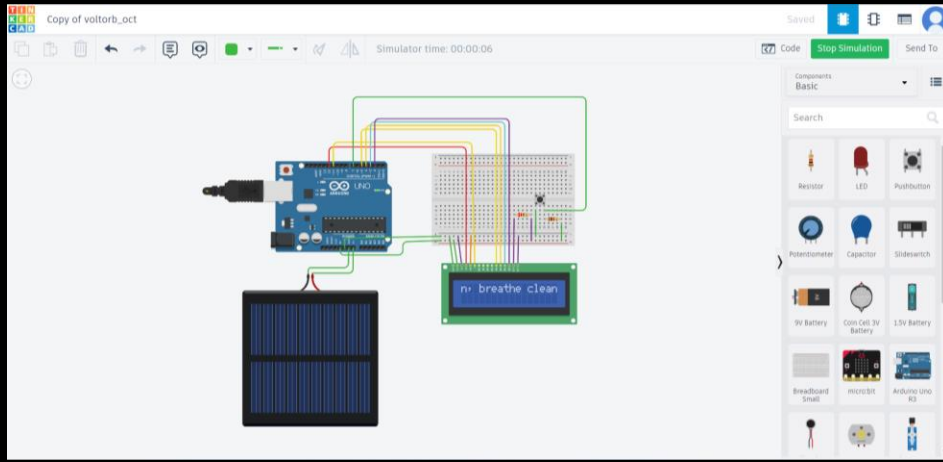 TIN
KER
CAD
Copy of voltorb_oct
Saved
Simulator time: 00:00:06
Code
Stop Simulation
Send To
Components
Basic
Search
Resistor
LED
Pushbutton
Potentiometer
Capacitor
Slideswitch
9V Battery
Coin Cell 3V
Battery
1.5V Battery
Breadboard
Small
micro:bit
Arduino Uno
R3
UNO
n, breathe clean